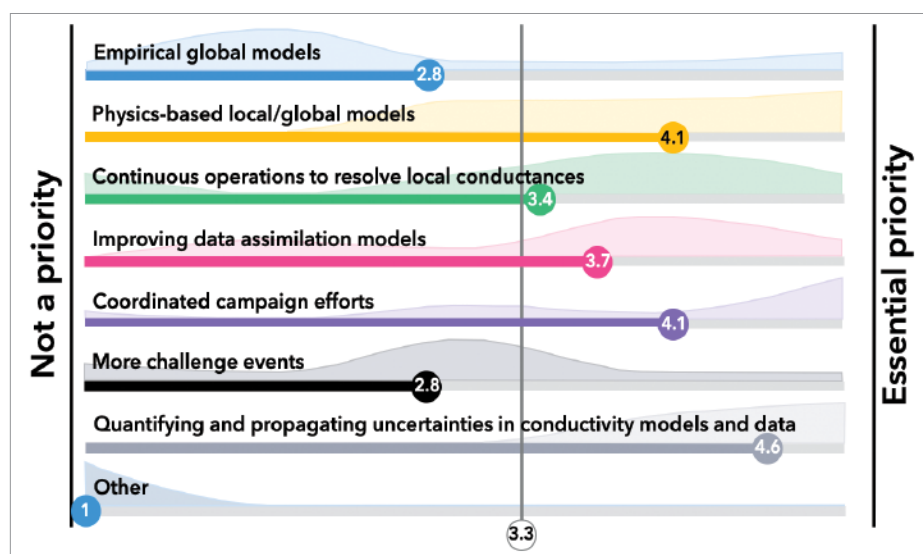 Not a priority
Empirical global models
2.8
Physics-based local/global models
4.1
Continuous operations to resolve local conductances
3.4
Improving data assimilation models
3.7
Coordinated campaign efforts
4.1
More challenge events
2.8
Quantifying and propagating uncertainties in conductivity models and data
4.6
Other
1
3.3
Essential priority